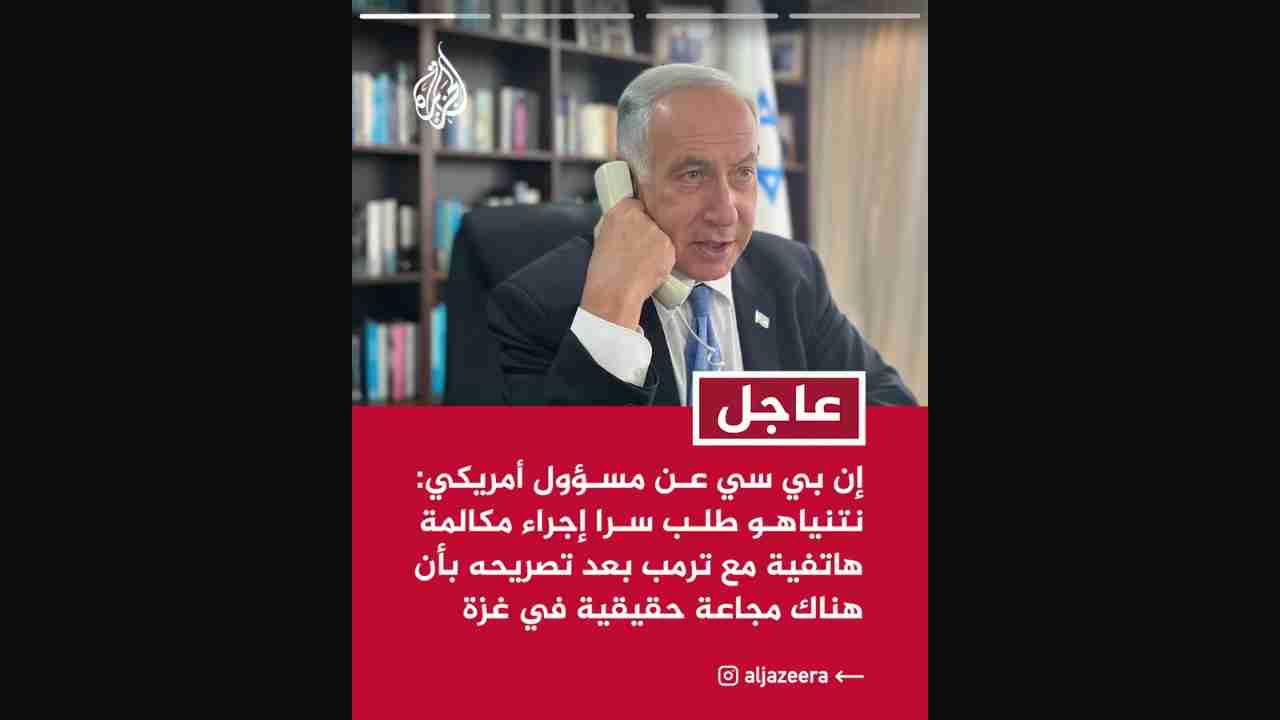 الجزيرة
عاجل
إن بي سي عن مسؤول أمريكي:
نتنياهو طلب سرا إجراء مكالمة
هاتفية مع ترمب بعد تصريحه بأن
هناك مجاعة حقيقية في غزة
aljazeera